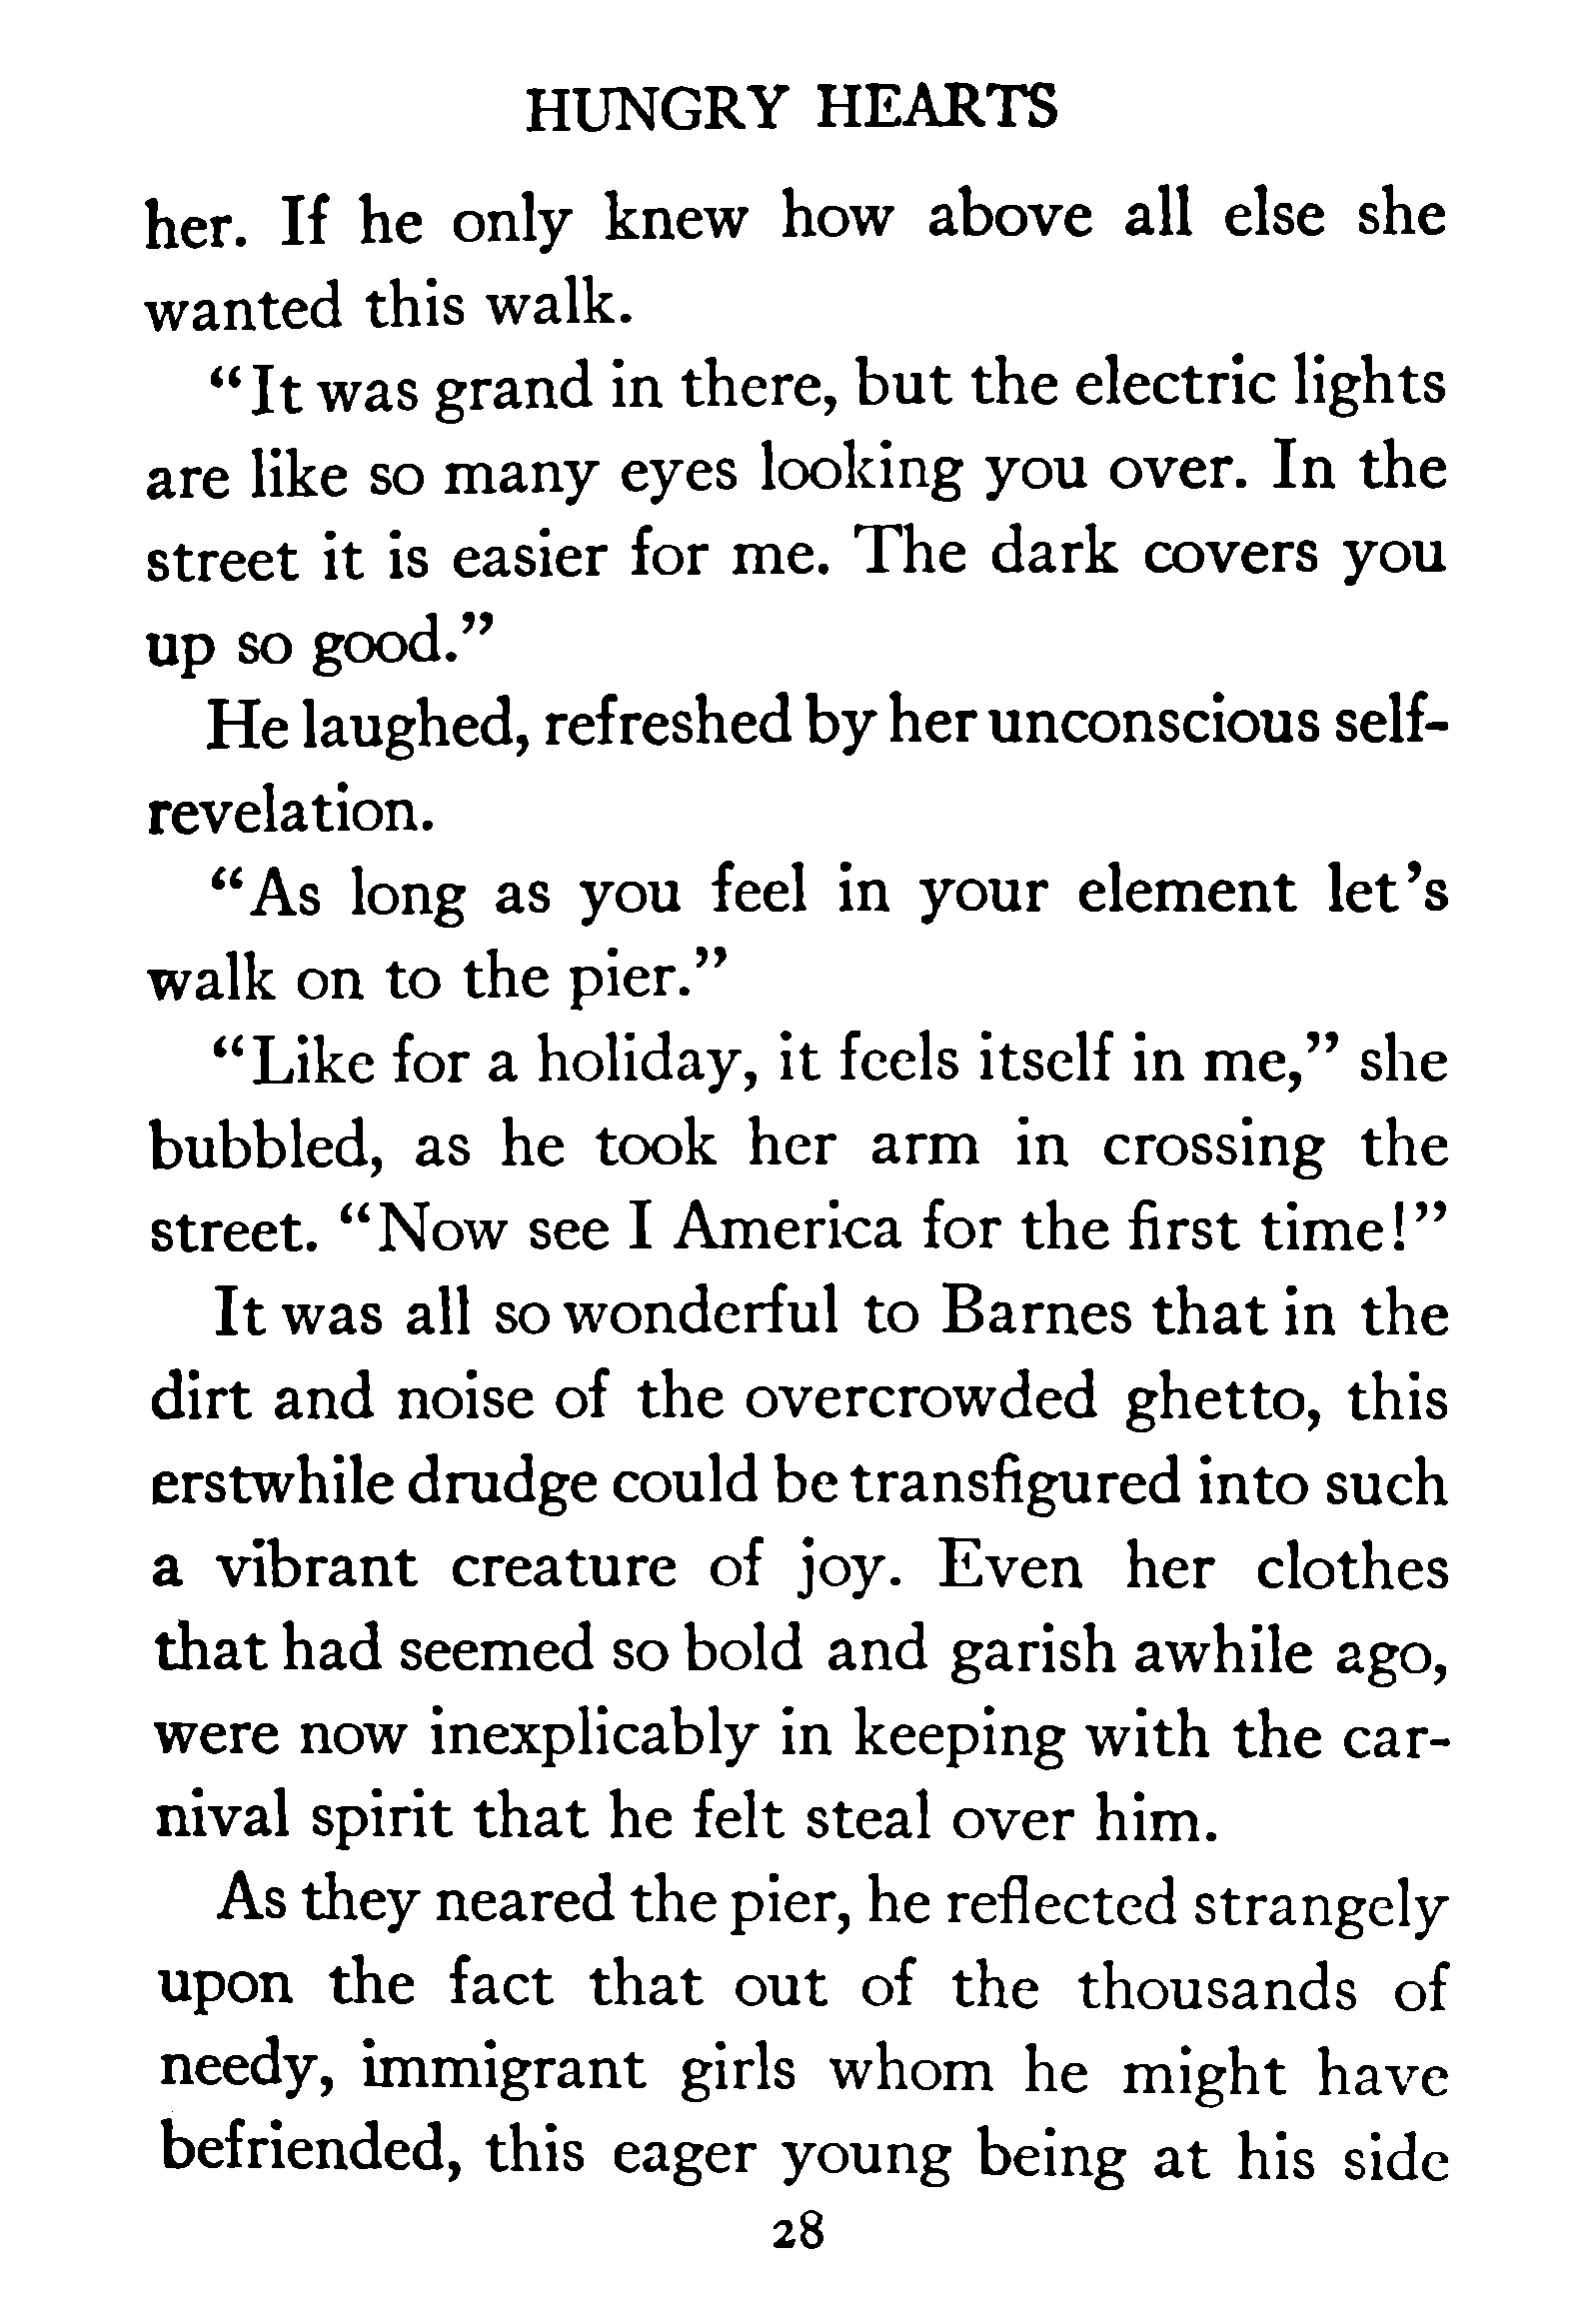 HUNGRY HEARTS
her. If he only knew how above all else she
wanted this walk.
“It was grand in there, but the electric lights
are like so many eyes looking you over. In the
street it is easier for me. The dark covers you
up so good.”
He laughed, refreshed by her unconscious self-
revelation.
“As long as you feel in your element let’s
walk on to the pier.”
“Like for a holiday, it feels itself in me,” she
bubbled, as he took her arm in crossing the
street. “Now see I America for the first time!”
It was all so wonderful to Barnes that in the
dirt and noise of the overcrowded ghetto, this
erstwhile drudge could be transfigured into such
a vibrant creature of joy. Even her clothes
that had seemed so bold and garish awhile ago,
were now inexplicably in keeping with the car-
nival spirit that he felt steal over him.
As they neared the pier, he reflected strangely
upon the fact that out of the thousands of
needy, immigrant girls whom he might have
befriended, this eager young being at his side
28